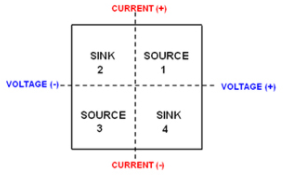 CURRENT (+)
SINK
2
SOURCE
1
VOLTAGE (-)
VOLTAGE (+)
SOURCE
3
SINK
4
CURRENT (-)